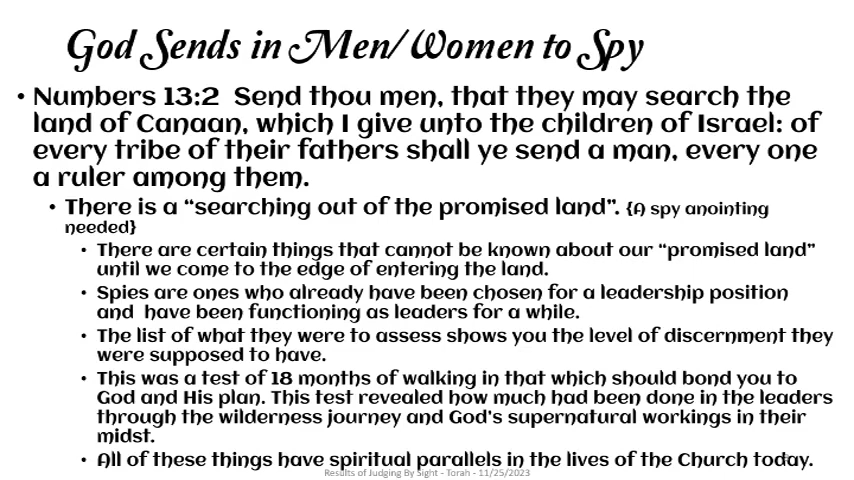 God Sends in Men/Women to Spy
• Numbers 13:2 Send thou men, that they may search the
land of Canaan, which I give unto the children of Israel: of
every tribe of their fathers shall ye send a man, every one
a ruler among them.
• There is a “searching out of the promised land”. {A spy anointing
needed}
• There are certain things that cannot be known about our “promised land”
until we come to the edge of entering the land.
• Spies are ones who already have been chosen for a leadership position
and have been functioning as leaders for a while.
• The list of what they were to assess shows you the level of discernment they
were supposed to have.
• This was a test of 18 months of walking in that which should bond you to
God and His plan. This test revealed how much had been done in the leaders
through the wilderness journey and God's supernatural workings in their
midst.
• All of these things have spiritual parallels in the lives of the Church today.
Results of Judging By Sight - Torah - 11/25/2023